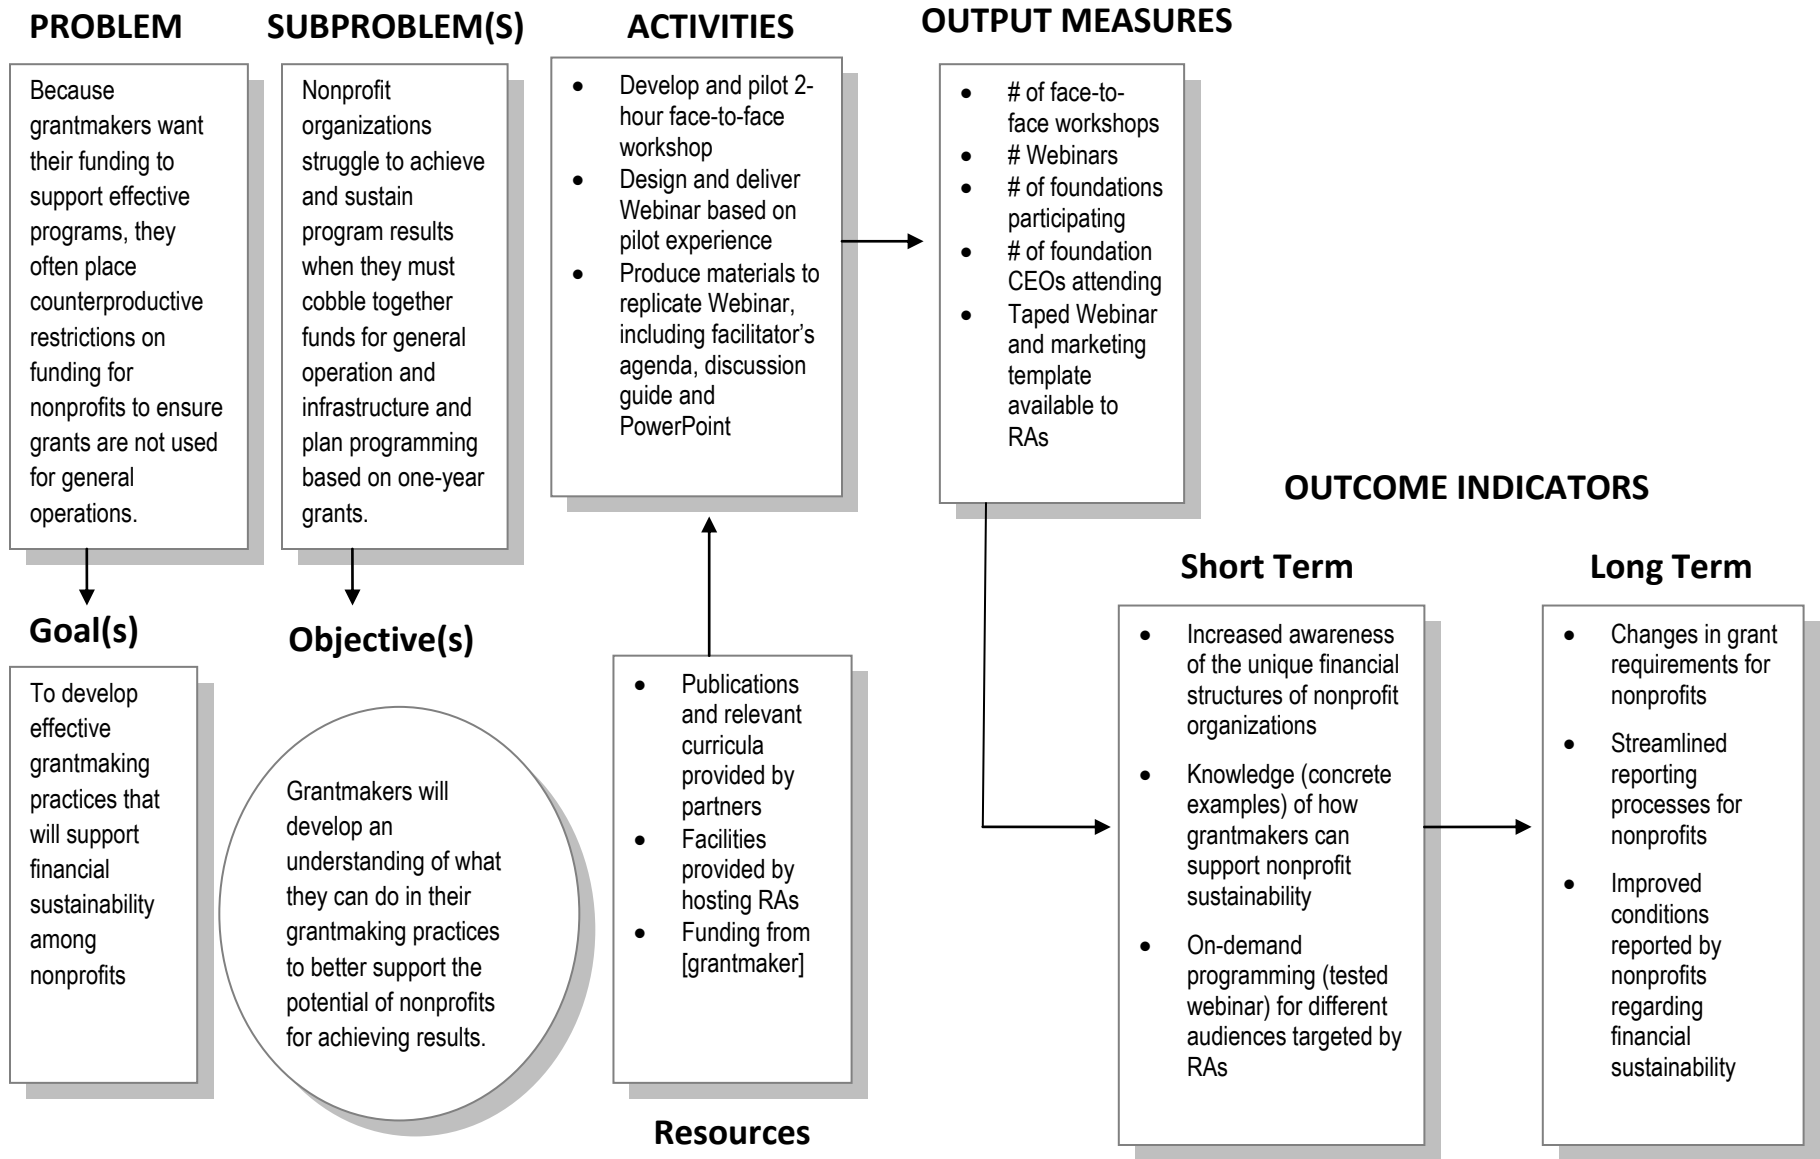 PROBLEM
Because
grantmakers want
their funding to
support effective
programs, they
often place
counterproductive
restrictions on
funding for
nonprofits to ensure
grants are not used
for general
operations.
Goal(s)
To develop
effective
grantmaking
practices that
will support
financial
sustainability
among
nonprofits
SUBPROBLEM(S)
Nonprofit
organizations
struggle to achieve
and sustain
program results
when they must
cobble together
funds for general
operation and
infrastructure and
plan programming
based on one-year
grants.
Objective(s)
Grantmakers will
develop an
understanding of what
they can do in their
grantmaking practices
to better support the
potential of nonprofits
for achieving results.
ACTIVITIES
• Develop and pilot 2-
hour face-to-face
workshop
• Design and deliver
Webinar based on
pilot experience
• Produce materials to
replicate Webinar,
including facilitator’s
agenda, discussion
guide and
PowerPoint
• Publications
and relevant
curricula
provided by
partners
• Facilities
provided by
hosting RAs
• Funding from
[grantmaker]
Resources
OUTPUT MEASURES
• # of face-to-
face workshops
• # Webinars
• # of foundations
participating
• # of foundation
CEOs attending
• Taped Webinar
and marketing
template
available to
RAs
OUTCOME INDICATORS
Short Term
• Increased awareness
of the unique financial
structures of nonprofit
organizations
• Knowledge (concrete
examples) of how
grantmakers can
support nonprofit
sustainability
• On-demand
programming (tested
webinar) for different
audiences targeted by
RAs
Long Term
• Changes in grant
requirements for
nonprofits
• Streamlined
reporting
processes for
nonprofits
• Improved
conditions
reported by
nonprofits
regarding
financial
sustainability